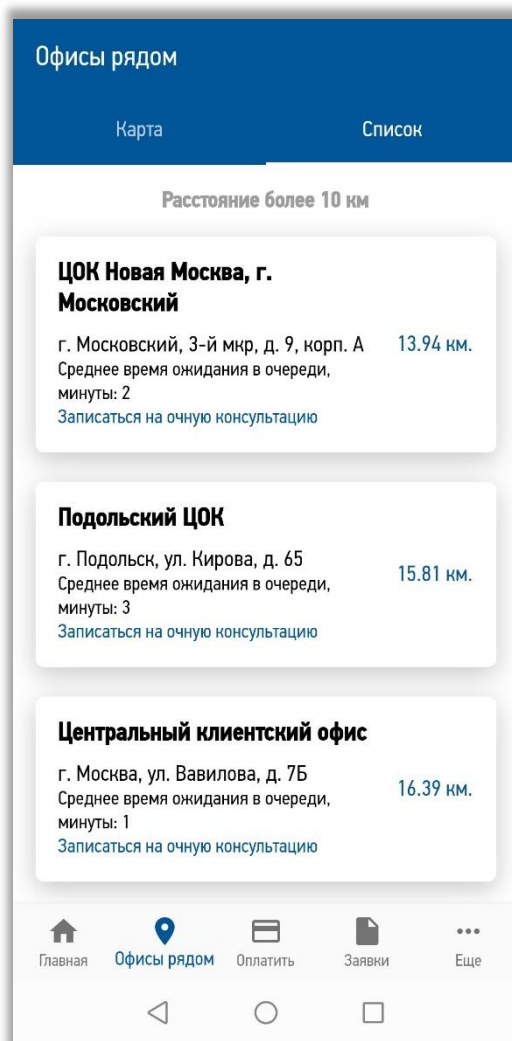 Офисы рядом
Карта
Список
Расстояние более 10 км
ЦОК Новая Москва, г.
Московский
г. Московский, 3-й мкр, д. 9, корп. А
13.94 км.
Среднее время ожидания в очереди,
минуты: 2
Записаться на очную консультацию
Подольский ЦОК
г. Подольск, ул. Кирова, д. 65
15.81 км.
Среднее время ожидания в очереди,
минуты: 3
Записаться на очную консультацию
Центральный клиентский офис
г. Москва, ул. Вавилова, д. 7Б
16.39 км.
Среднее время ожидания в очереди,
минуты: 1
Записаться на очную консультацию
Главная
Офисы рядом
Оплатить
Заявки
Еще